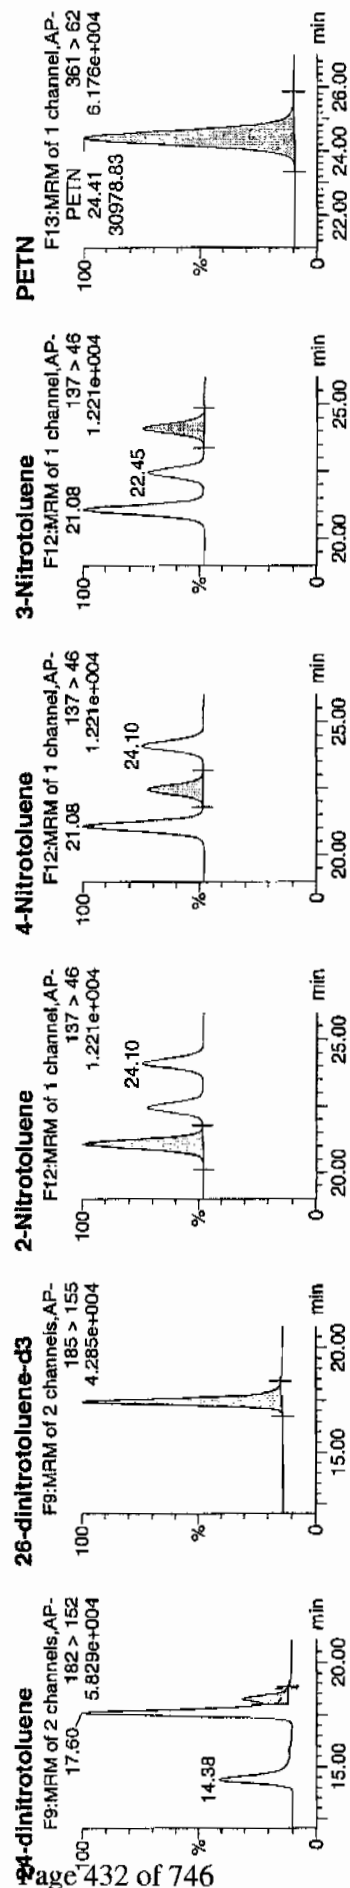 24-dinitrotoluene
F9:MRM of 2 channels,AP-
182 > 152
5.829e+004
17.60
14.38
100
%
0
15.00 20.00 min
26-dinitrotoluene-d3
F9:MRM of 2 channels,AP-
185 > 155
4.285e+004
100
%
0
15.00 20.00 min
2-Nitrotoluene
F12:MRM of 1 channel,AP-
137 > 46
1.221e+004
24.10
100
%
0
20.00 25.00 min
4-Nitrotoluene
F12:MRM of 1 channel,AP-
137 > 46
1.221e+004
21.08
24.10
100
%
0
20.00 25.00 min
3-Nitrotoluene
F12:MRM of 1 channel,AP-
137 > 46
1.221e+004
21.08
22.45
100
%
0
20.00 25.00 min
PETN
F13:MRM of 1 channel,AP-
361 > 62
6.176e+004
PETN
24.41
30978.83
100
%
0
22.00 24.00 26.00 min
Page 432 of 746